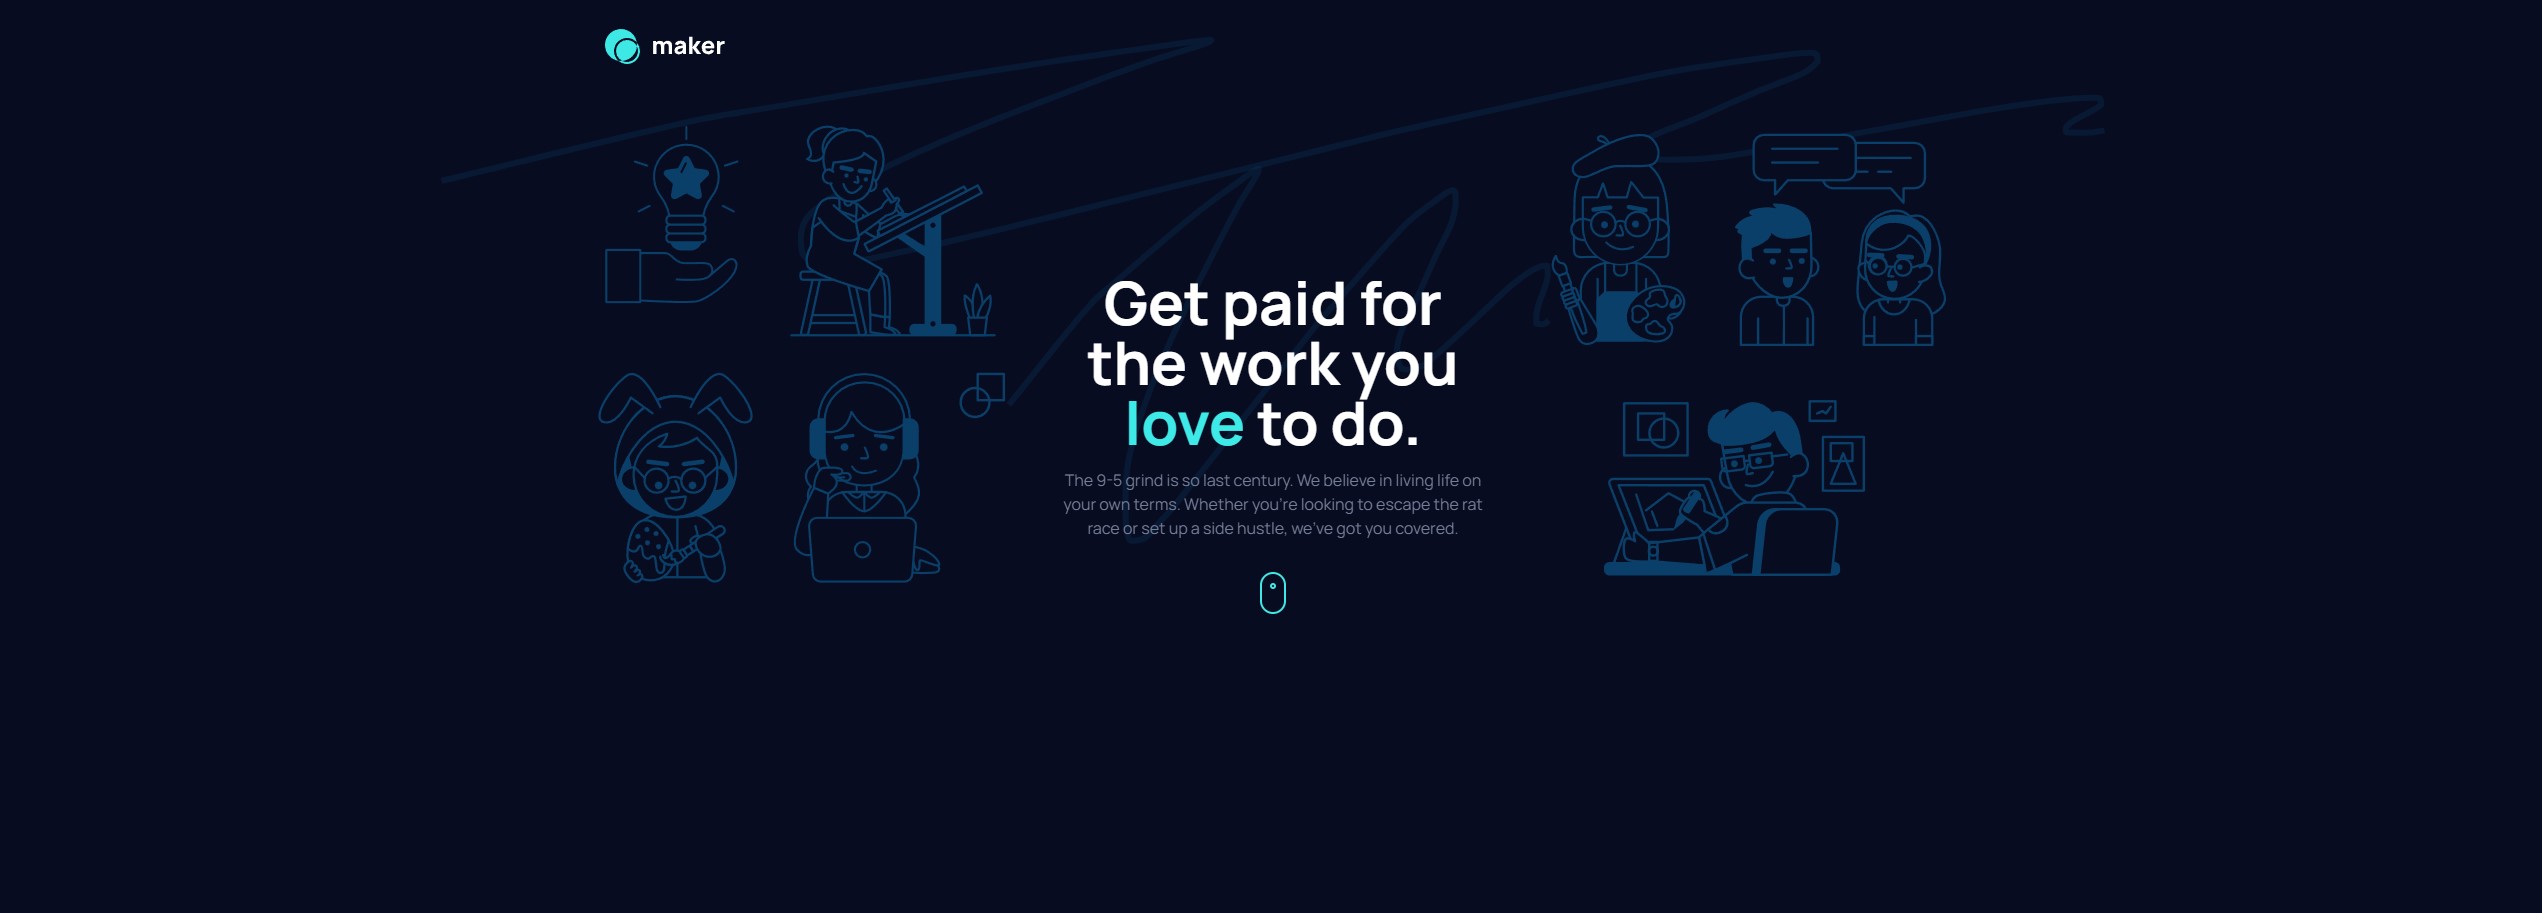 maker
Get paid for
the work you
love to do.
The 9-5 grind is so last century. We believe in living life on
your own terms. Whether you’re looking to escape the rat
race or set up a side hustle, we’ve got you covered.